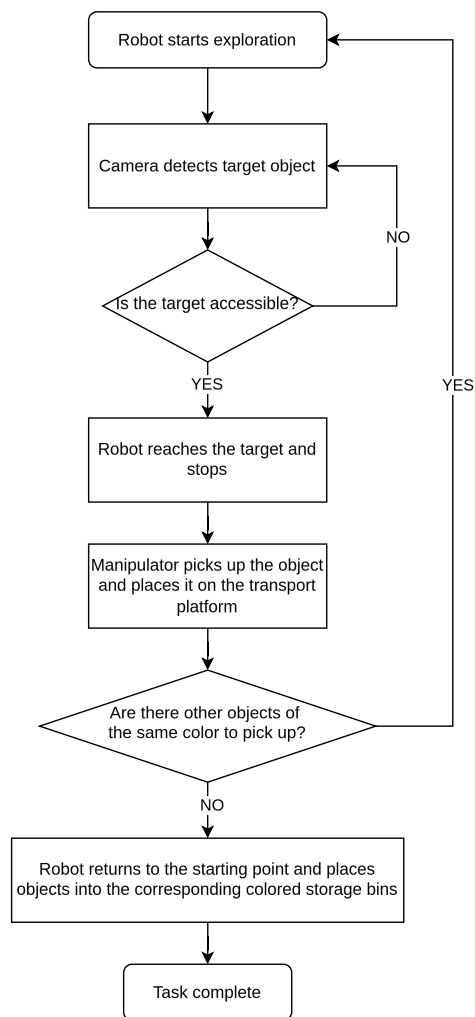 Robot starts exploration
Camera detects target object
NO
Is the target accessible?
YES
YES
Robot reaches the target and
stops
Manipulator picks up the object
and places it on the transport
platform
Are there other objects of
the same color to pick up?
NO
Robot returns to the starting point and places
objects into the corresponding colored storage bins
Task complete